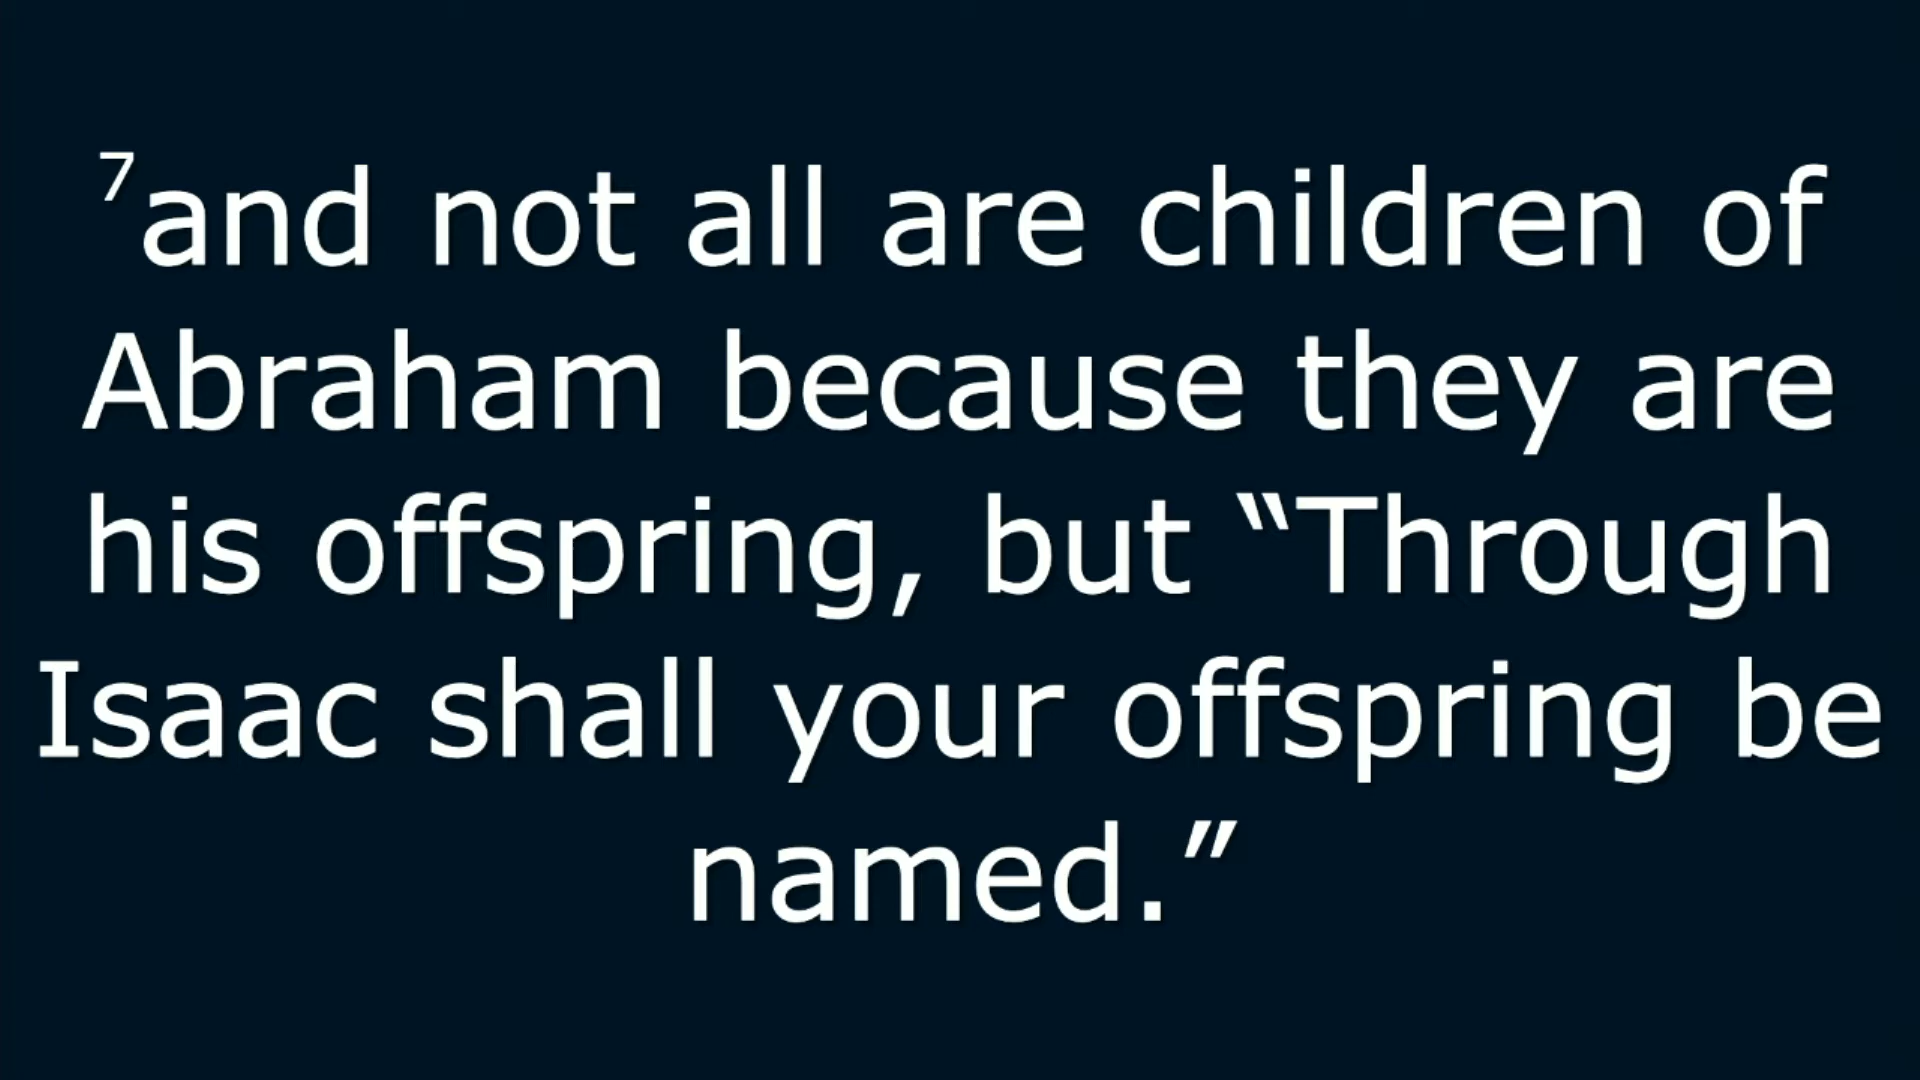 7and not all are children of
Abraham because they are
his offspring, but “Through
Isaac shall your offspring be
named.”